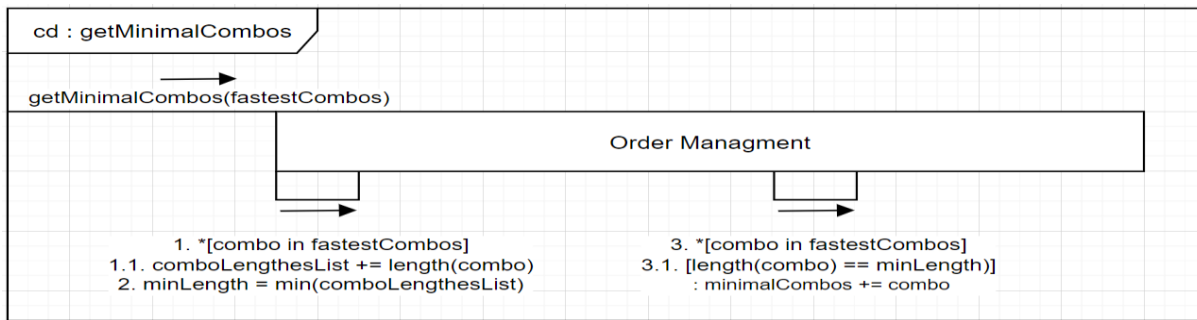 cd : getMinimalCombos
getMinimalCombos(fastestCombos)
Order Managment
1. *[combo in fastestCombos]
1.1. comboLengthesList += length(combo)
2. minLength = min(comboLengthesList)
3. *[combo in fastestCombos]
3.1. [length(combo) == minLength)]
: minimalCombos += combo